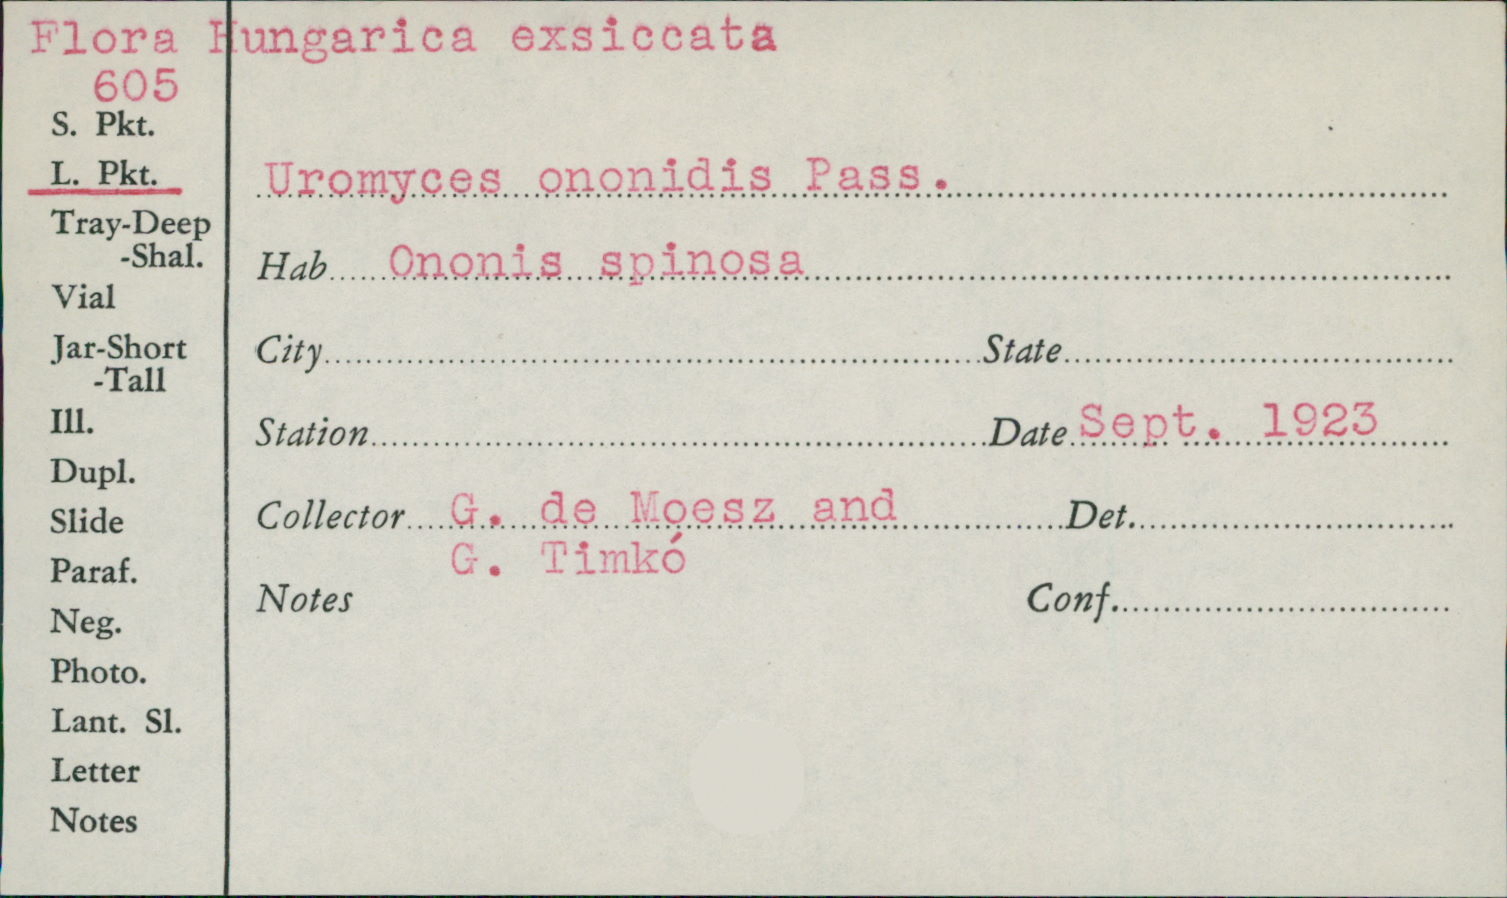 Flora Hungarica exsiccata
605
S. Pkt.
L. Pkt.
Tray-Deep
-Shal.
Vial
Jar-Short
-Tall
Ill.
Dupl.
Slide
Paraf.
Neg.
Photo.
Lant. Sl.
Letter
Notes
Uromyces ononidis Pass.
Hab Ononis spinosa
City State
Station Date Sept. 1923
Collector G. de Moesz and Det.
G. Timkó
Notes Conf.